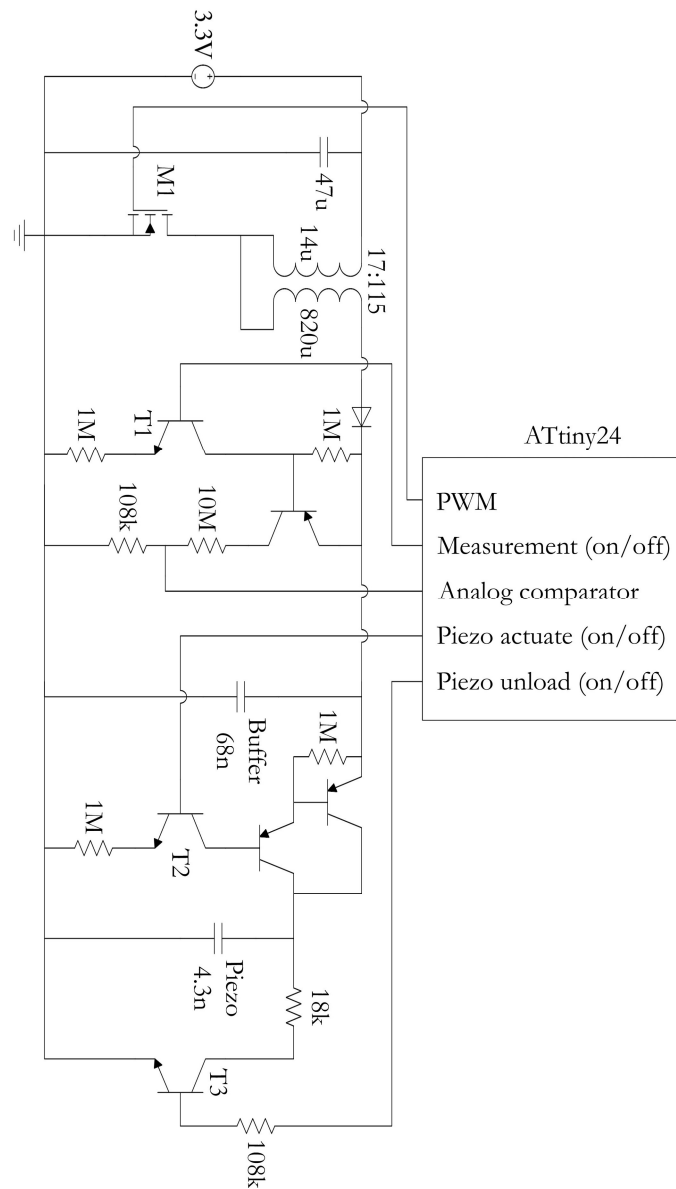 3.3V
47u
M1
17:115
14u
820u
ATtiny24
PWM
Measurement (on/off)
Analog comparator
Piezo actuate (on/off)
Piezo unload (on/off)
T1
1M
1M
108k
10M
Buffer
68n
1M
1M
T2
Piezo
4.3n
18k
T3
108k